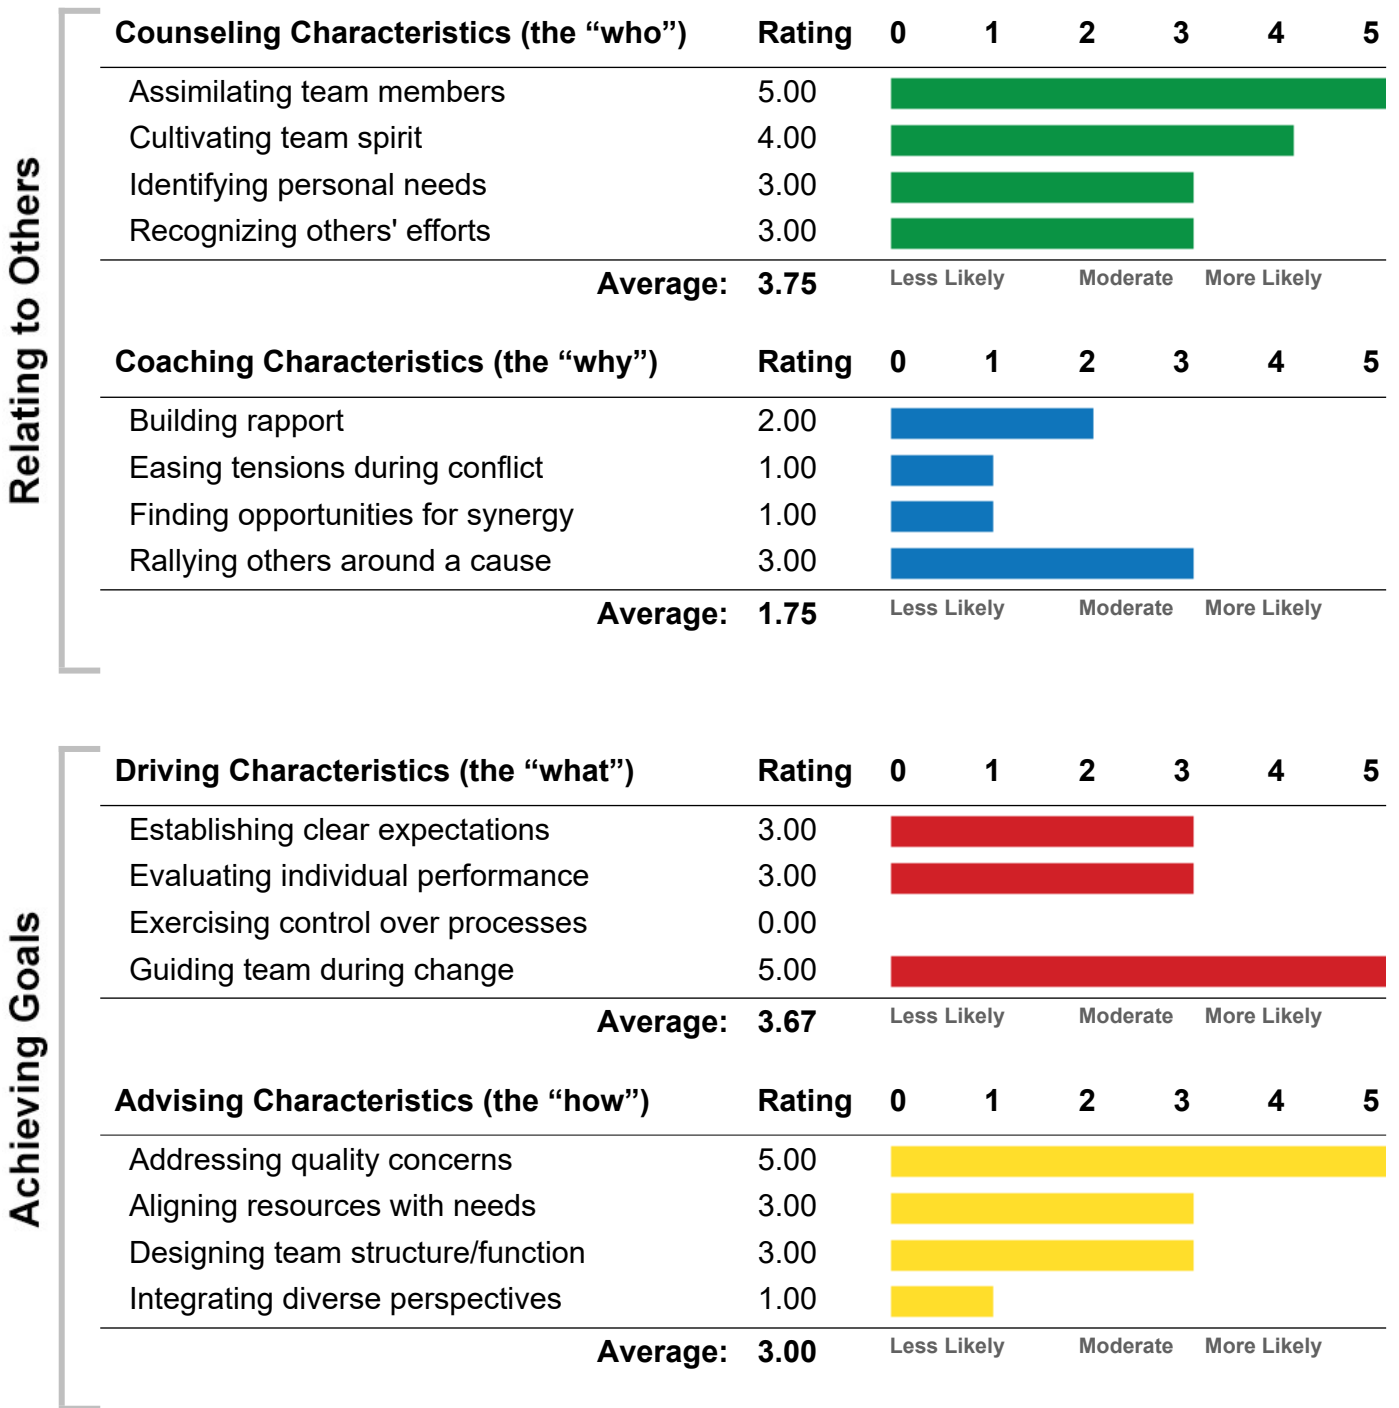 Relating to Others
Counseling Characteristics (the “who”) Rating 0 1 2 3 4 5
Assimilating team members 5.00
Cultivating team spirit 4.00
Identifying personal needs 3.00
Recognizing others' efforts 3.00
Average: 3.75 Less Likely Moderate More Likely
Coaching Characteristics (the “why”) Rating 0 1 2 3 4 5
Building rapport 2.00
Easing tensions during conflict 1.00
Finding opportunities for synergy 1.00
Rallying others around a cause 3.00
Average: 1.75 Less Likely Moderate More Likely
Achieving Goals
Driving Characteristics (the “what”) Rating 0 1 2 3 4 5
Establishing clear expectations 3.00
Evaluating individual performance 3.00
Exercising control over processes 0.00
Guiding team during change 5.00
Average: 3.67 Less Likely Moderate More Likely
Advising Characteristics (the “how”) Rating 0 1 2 3 4 5
Addressing quality concerns 5.00
Aligning resources with needs 3.00
Designing team structure/function 3.00
Integrating diverse perspectives 1.00
Average: 3.00 Less Likely Moderate More Likely